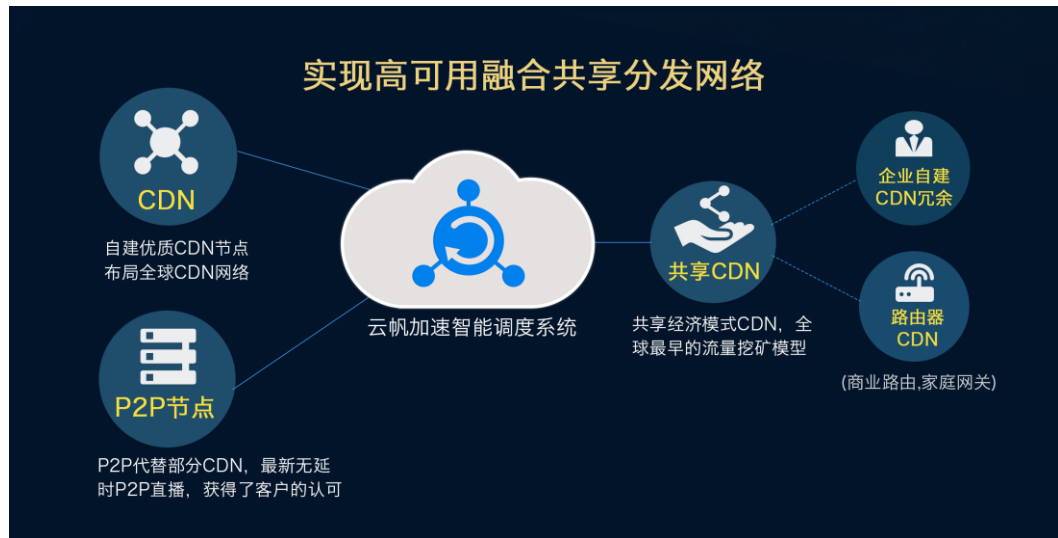 实现高可用融合共享分发网络
CDN
自建优质CDN节点
布局全球CDN网络
P2P节点
P2P代替部分CDN，最新无延
时P2P直播，获得了客户的认可
云帆加速智能调度系统
共享CDN
共享经济模式CDN，全
球最早的流量挖矿模型
企业自建
CDN冗余
路由器
CDN
(商业路由,家庭网关)